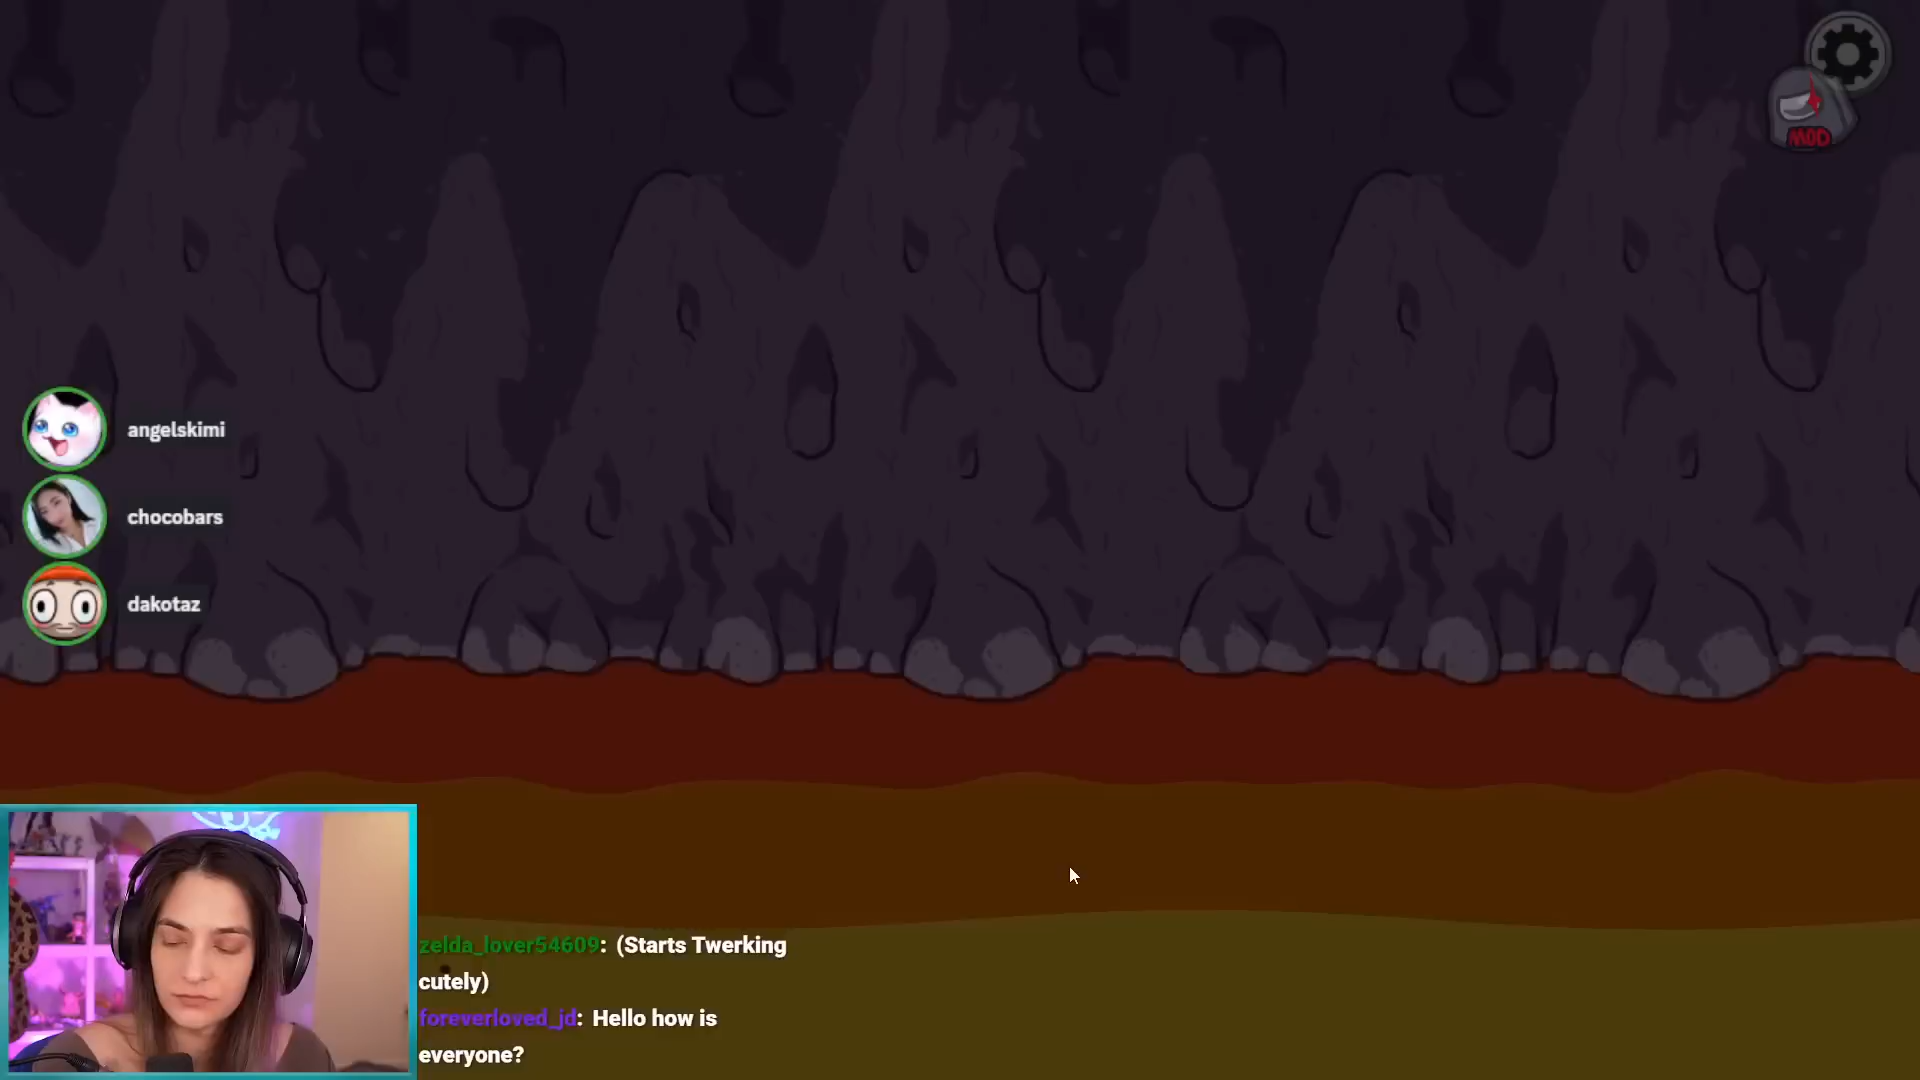 MOD
angelskimi
chocobars
dakotaz
zelda_lover54609: (Starts Twerking
cutely)
foreverloved_jd: Hello how is
everyone?